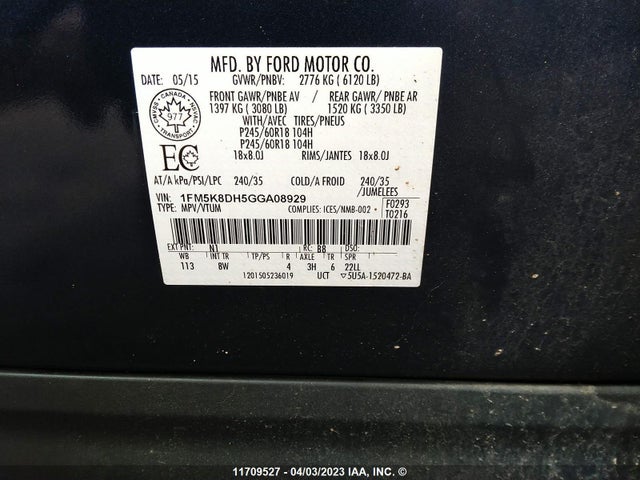 MFD. BY FORD MOTOR CO.
DATE: 05/15 GVWR/PNBV: 2776 KG ( 6120 LB)
FRONT GAWR/PNBE AV / REAR GAWR/ PNBE AR
1397 KG ( 3080 LB) 1520 KG ( 3350 LB)
WITH/AVEC TIRES/PNEUS
P245/60R18 104H
P245/60R18 104H
18x8.0J RIMS/JANTES 18x8.0J
CANADA
977
TRANSPORT
EC
AT/A kPa/PSI/LPC 240/35 COLD/A FROID 240/35
/JUMELEES
VIN: 1FM5K8DH5GGA08929 F0293
TYPE: MPV/VTUM COMPLIES: ICES/NMB-002 T0216
EXT PNT: N1 RC: BB DSO:
WB INT TR TP/PS R AXLE TR SPR
113 8W 4 3H 6 22LL
1201505236019 UCT 5U5A-1520472-BA
11709527 - 04/03/2023 IAA, INC. ©